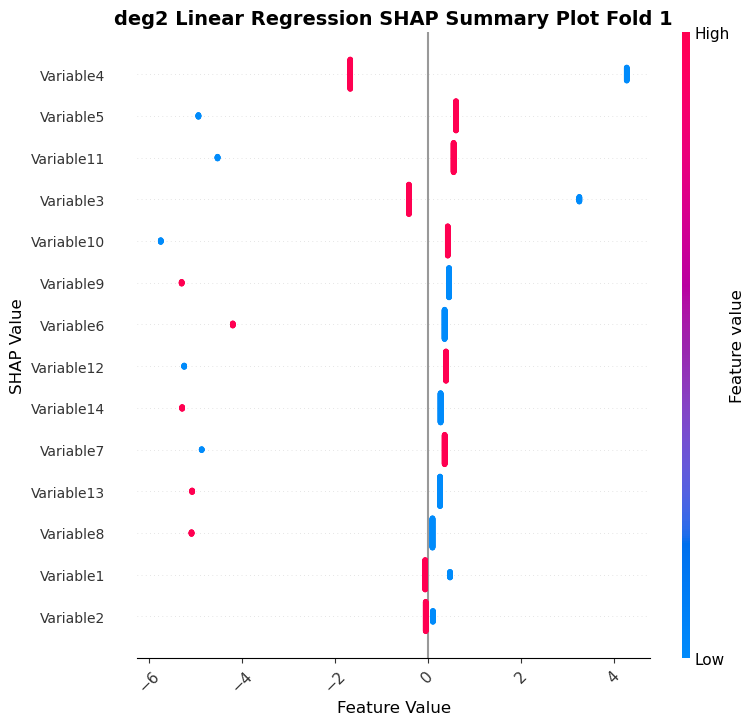 deg2 Linear Regression SHAP Summary Plot Fold 1
High
Variable4
Variable5
Variable11
Variable3
Variable10
Variable9
Variable6
Variable12
Variable14
Variable7
Variable13
Variable8
Variable1
Variable2
SHAP Value
Feature value
Low
−6
−4
−2
0
2
4
Feature Value